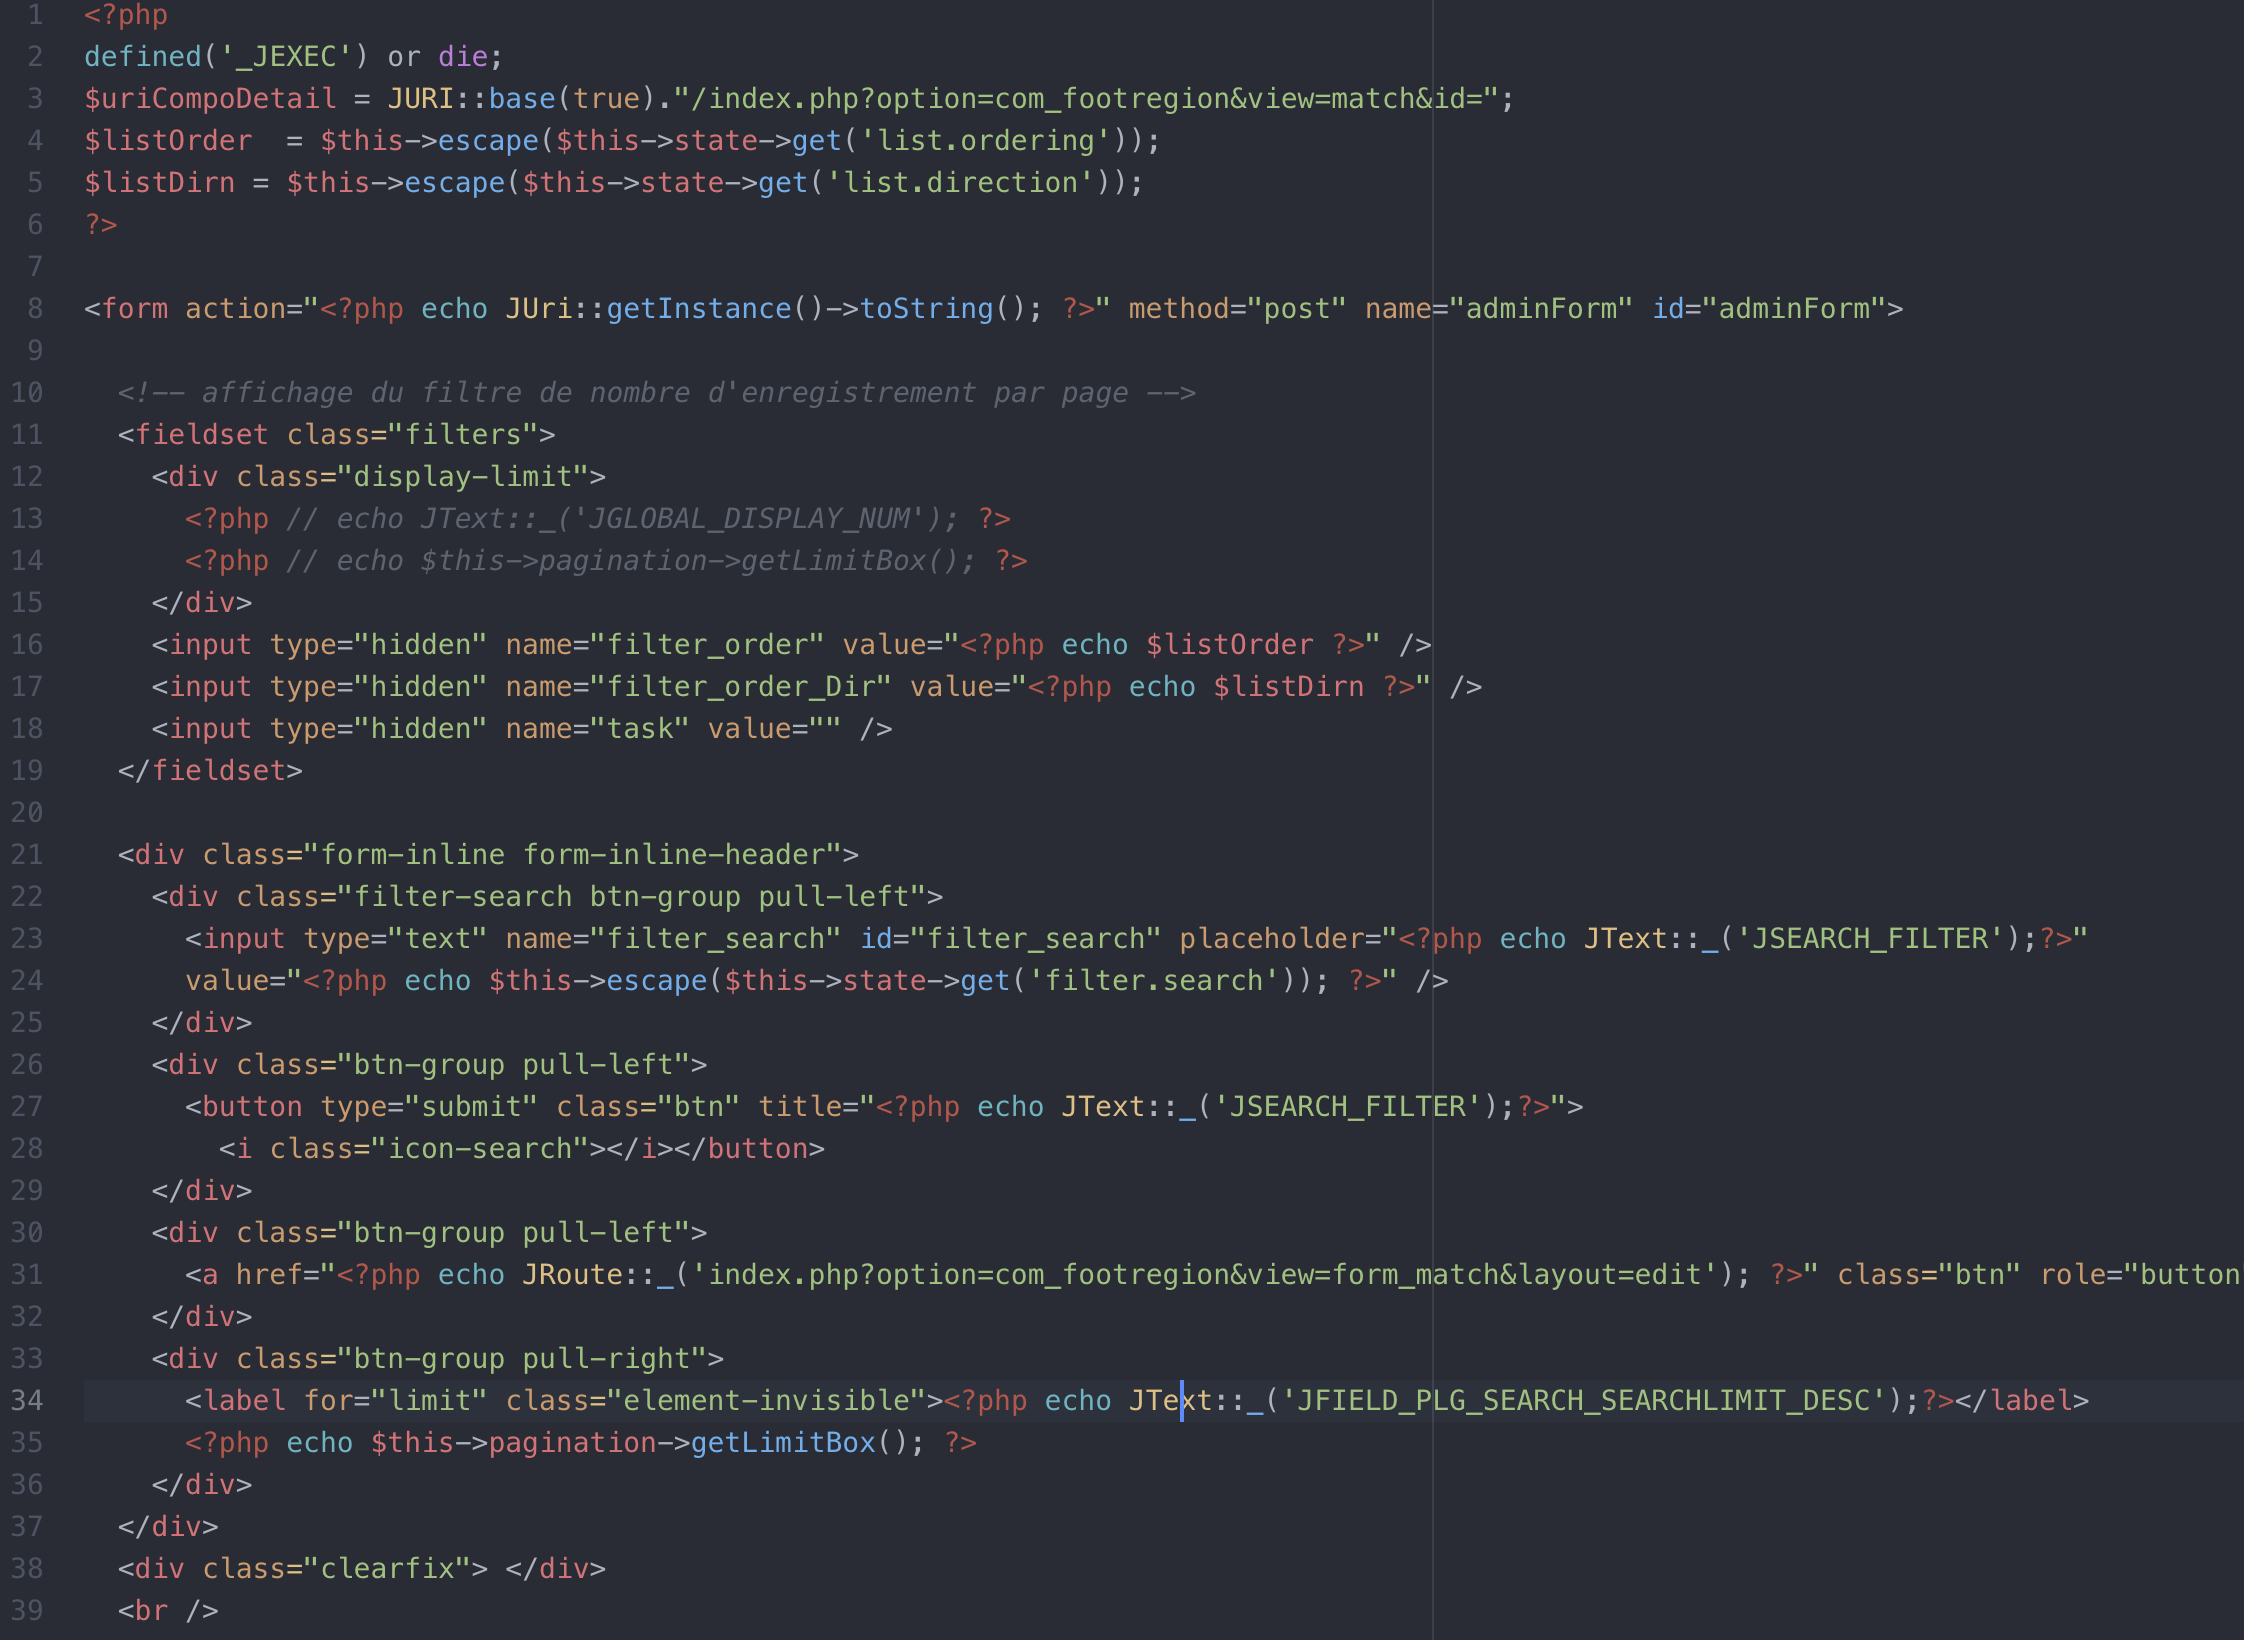 1 <?php
2 defined('_JEXEC') or die;
3 $uriCompoDetail = JURI::base(true)."/index.php?option=com_footregion&view=match&id=";
4 $listOrder  = $this->escape($this->state->get('list.ordering'));
5 $listDirn = $this->escape($this->state->get('list.direction'));
6 ?>
7
8 <form action="<?php echo JUri::getInstance()->toString(); ?>" method="post" name="adminForm" id="adminForm">
9
10   <!-- affichage du filtre de nombre d'enregistrement par page -->
11   <fieldset class="filters">
12     <div class="display-limit">
13       <?php // echo JText::_('JGLOBAL_DISPLAY_NUM'); ?>
14       <?php // echo $this->pagination->getLimitBox(); ?>
15     </div>
16     <input type="hidden" name="filter_order" value="<?php echo $listOrder ?>" />
17     <input type="hidden" name="filter_order_Dir" value="<?php echo $listDirn ?>" />
18     <input type="hidden" name="task" value="" />
19   </fieldset>
20
21   <div class="form-inline form-inline-header">
22     <div class="filter-search btn-group pull-left">
23       <input type="text" name="filter_search" id="filter_search" placeholder="<?php echo JText::_('JSEARCH_FILTER');?>"
24       value="<?php echo $this->escape($this->state->get('filter.search')); ?>" />
25     </div>
26     <div class="btn-group pull-left">
27       <button type="submit" class="btn" title="<?php echo JText::_('JSEARCH_FILTER');?>">
28         <i class="icon-search"></i></button>
29     </div>
30     <div class="btn-group pull-left">
31       <a href="<?php echo JRoute::_('index.php?option=com_footregion&view=form_match&layout=edit'); ?>" class="btn" role="button"
32     </div>
33     <div class="btn-group pull-right">
34       <label for="limit" class="element-invisible"><?php echo JText::_('JFIELD_PLG_SEARCH_SEARCHLIMIT_DESC');?></label>
35       <?php echo $this->pagination->getLimitBox(); ?>
36     </div>
37   </div>
38   <div class="clearfix"> </div>
39   <br />